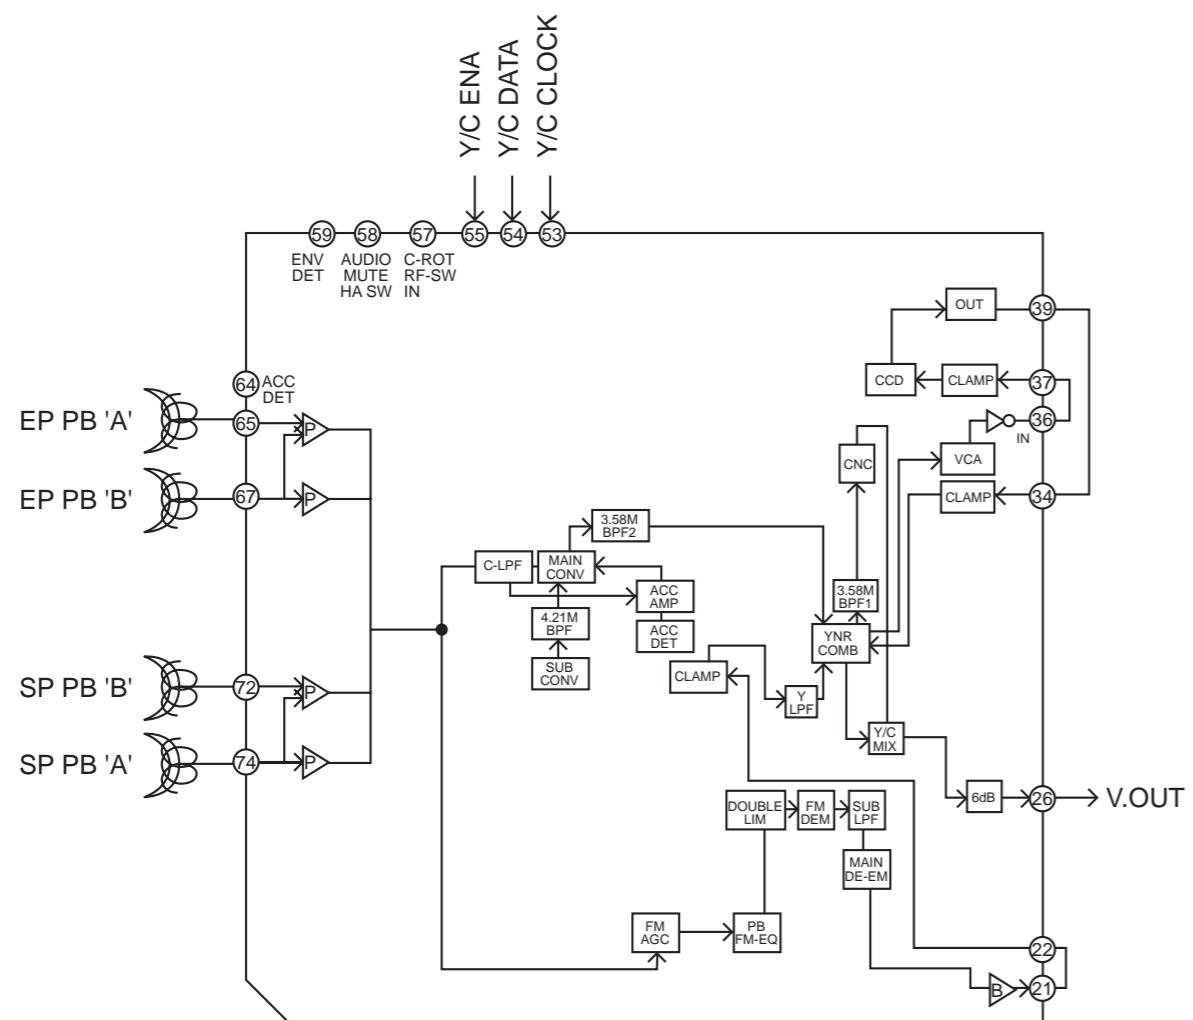 Y/C ENA
Y/C DATA
Y/C CLOCK
59
58
57
55
54
53
ENV
DET
AUDIO
MUTE
HA SW
C-ROT
RF-SW
IN
OUT
39
64
ACC
DET
CCD
CLAMP
37
EP PB 'A'
65
P
36
IN
CNC
VCA
EP PB 'B'
67
P
CLAMP
34
3.58M
BPF2
C-LPF
MAIN
CONV
ACC
AMP
3.58M
BPF1
4.21M
BPF
ACC
DET
YNR
COMB
SUB
CONV
CLAMP
SP PB 'B'
72
P
Y
LPF
Y/C
MIX
SP PB 'A'
74
P
6dB
26
V.OUT
DOUBLE
LIM
FM
DEM
SUB
LPF
MAIN
DE-EM
FM
AGC
PB
FM-EQ
22
B
21